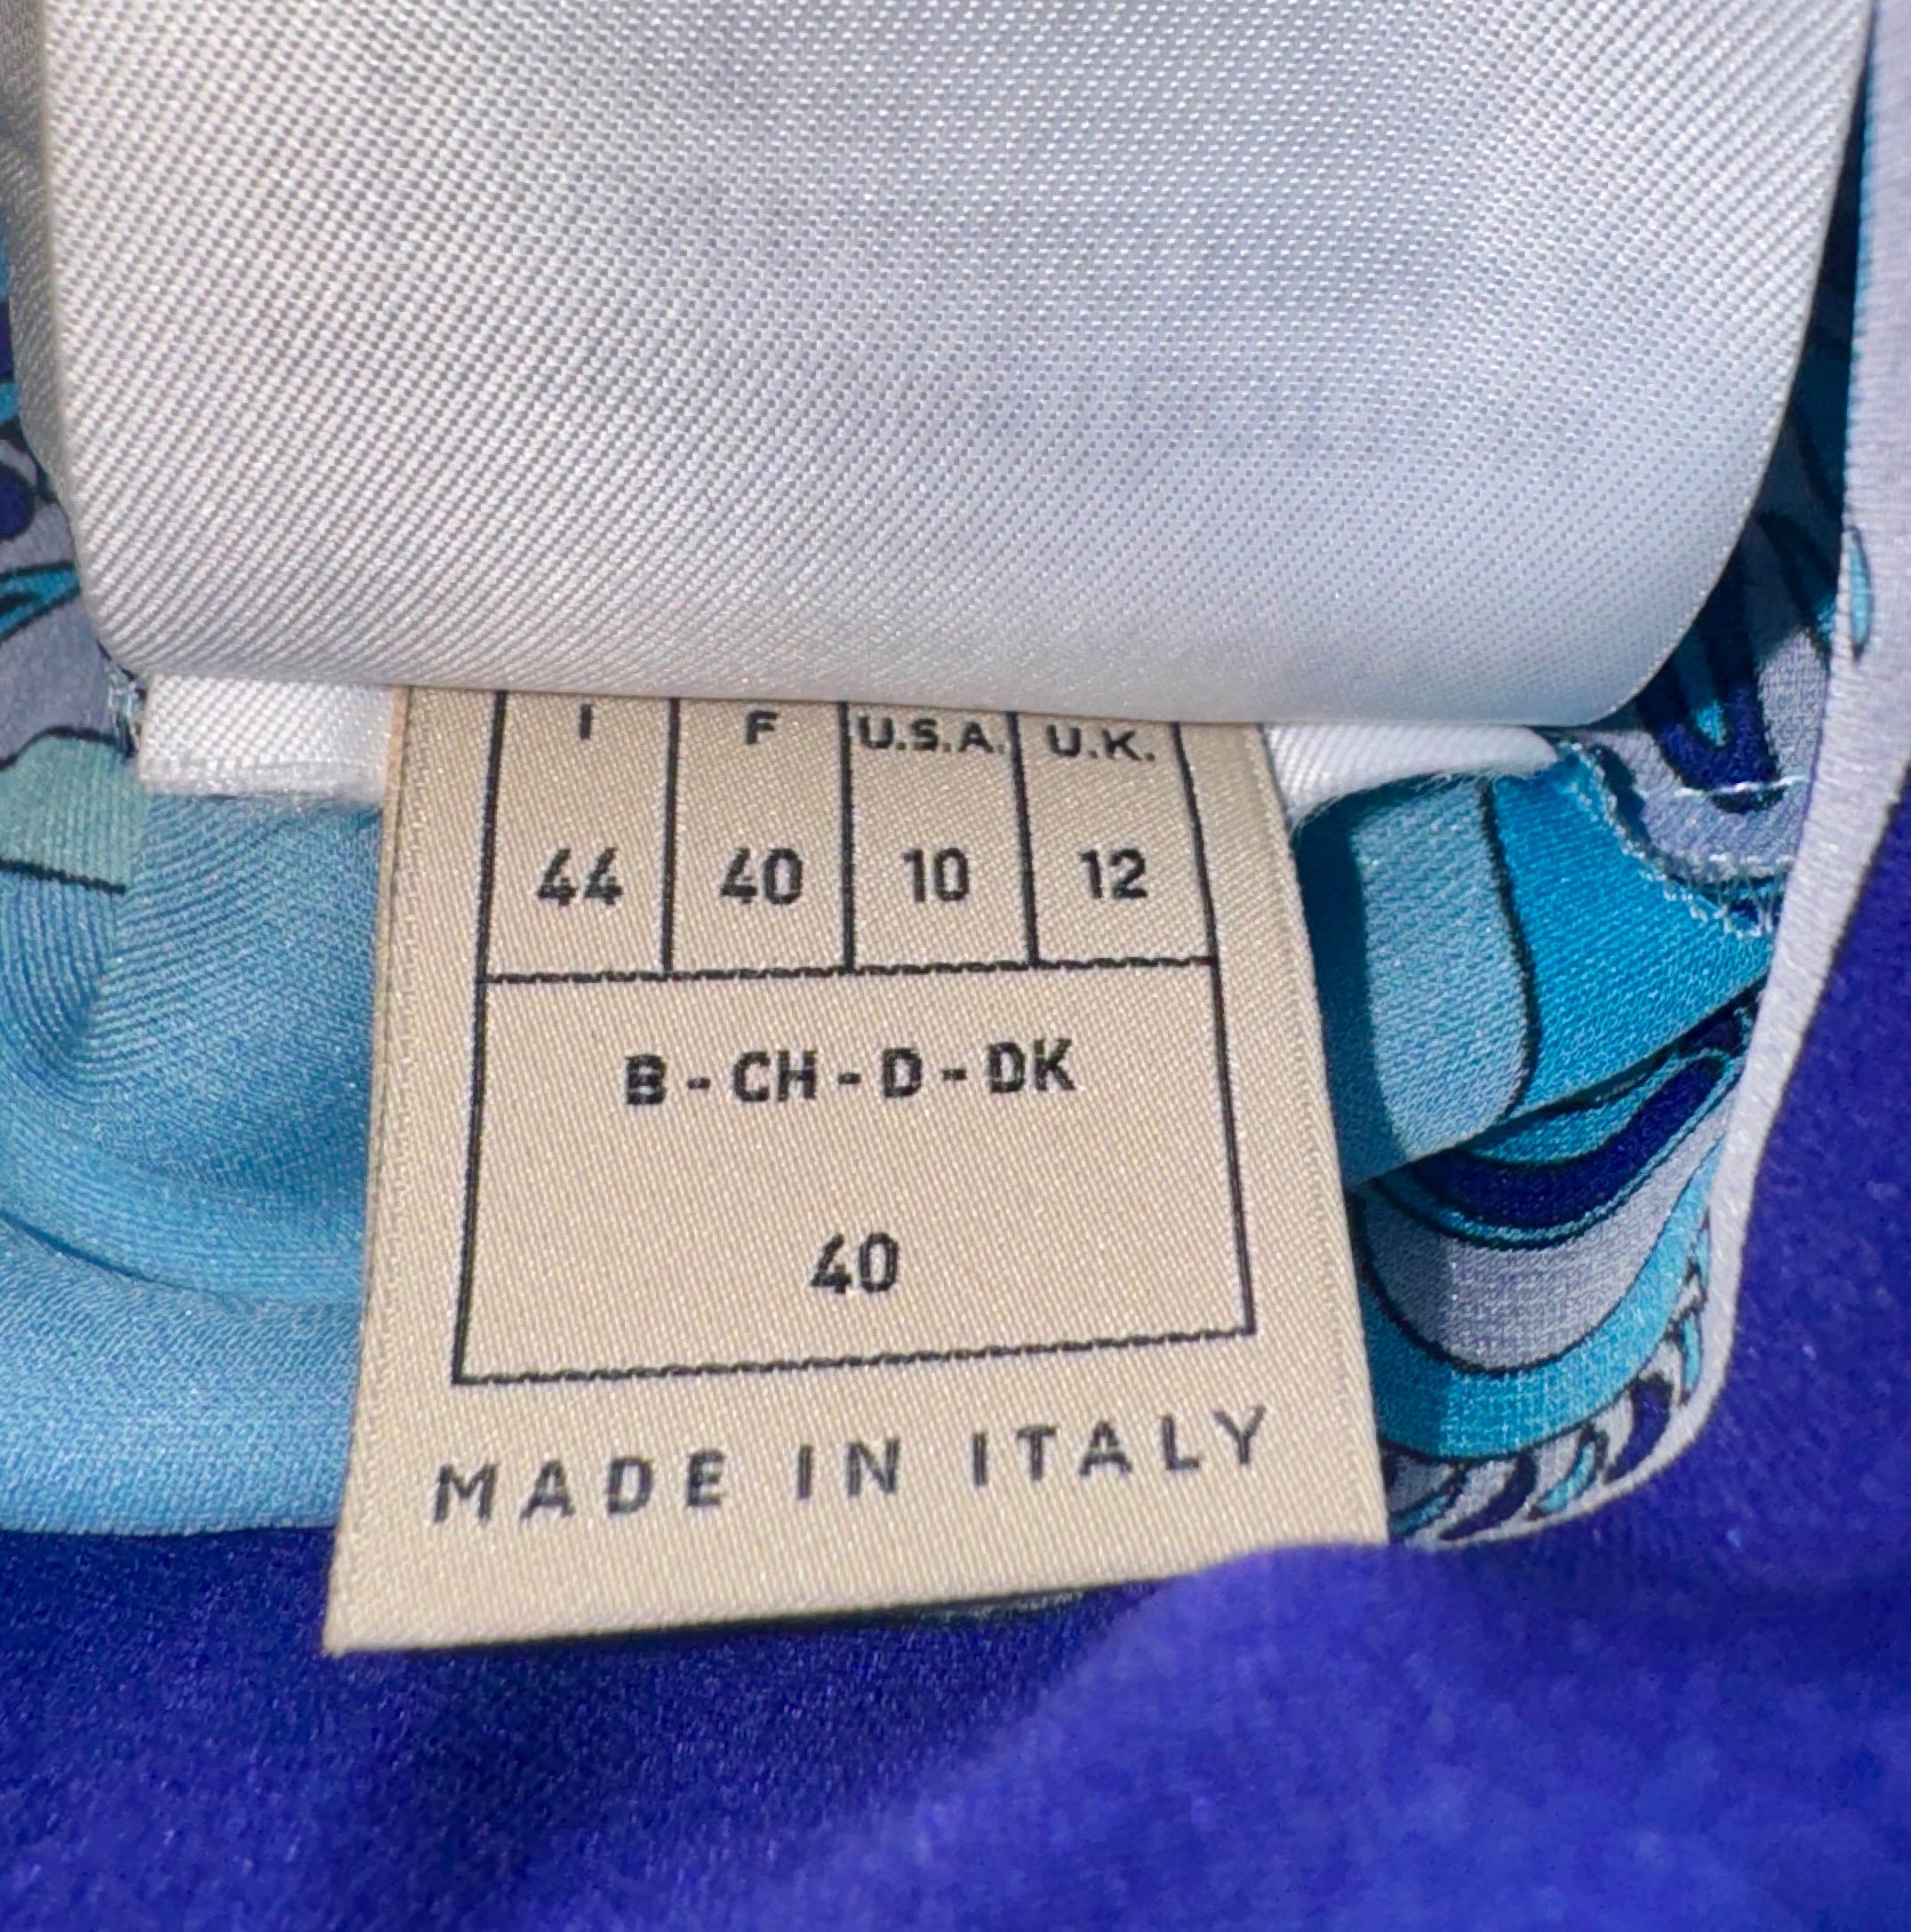 I F U.S.A. U.K.
44 40 10 12
B - CH - D - DK
40
MADE IN ITALY